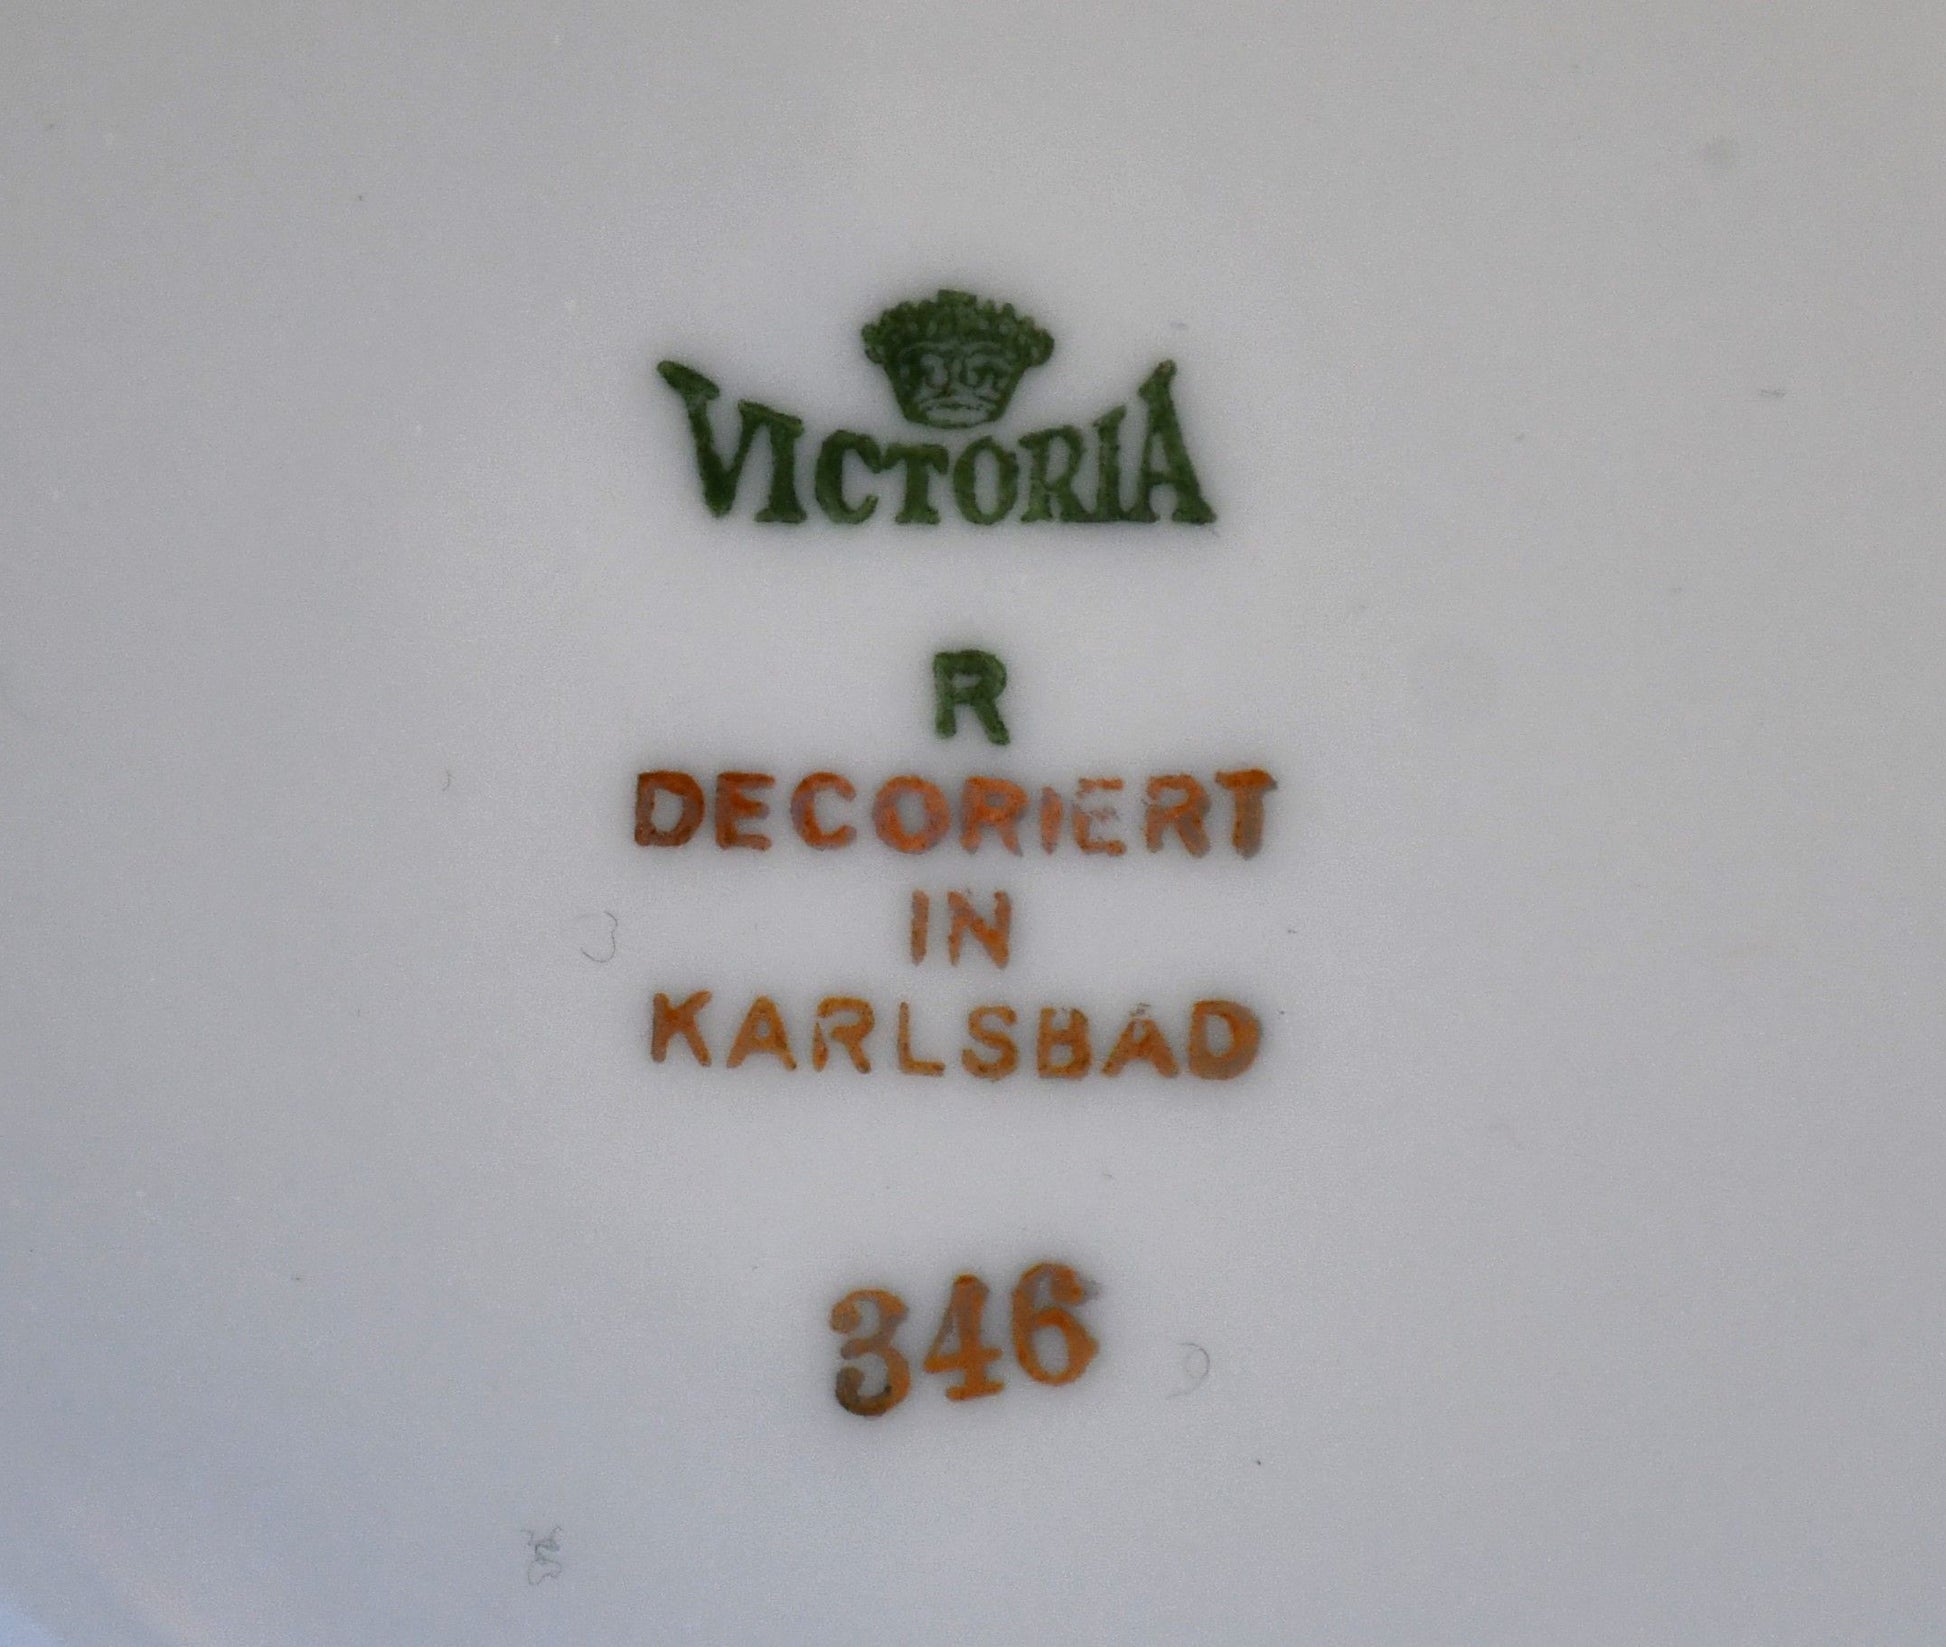 VICTORIA
R
DECORIERT
IN
KARLSBAD
346